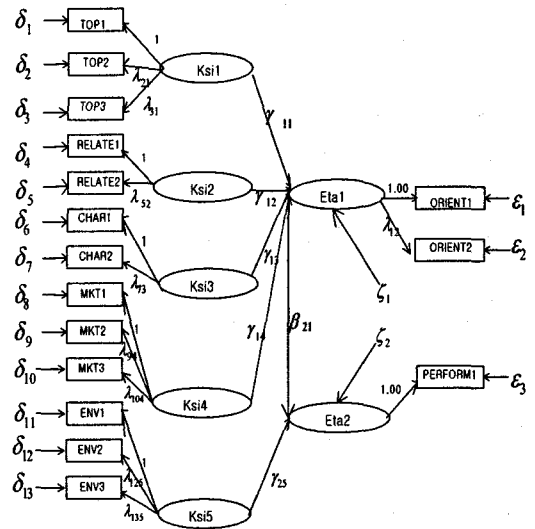 δ1 TOP1
1
δ2 TOP2 Ksi1
λ21
δ3 TOP3 λ31
γ 11
δ4 RELATE1
1
δ5 RELATE2 Ksi2 Eta1 1.00 ORIENT1 ε1
λ52 γ12
δ6 CHAR1 λ12
1 ORIENT2 ε2
δ7 CHAR2 γ13
λ73 Ksi3 ζ1
δ8 MKT1
1 γ14 β21
δ9 MKT2 ζ2
λ94
δ10 MKT3 1.00 PERFORM1 ε3
λ104 Ksi4
δ11 ENV1 Eta2
δ12 ENV2 1
λ126 γ25
δ13 ENV3
λ135 Ksi5